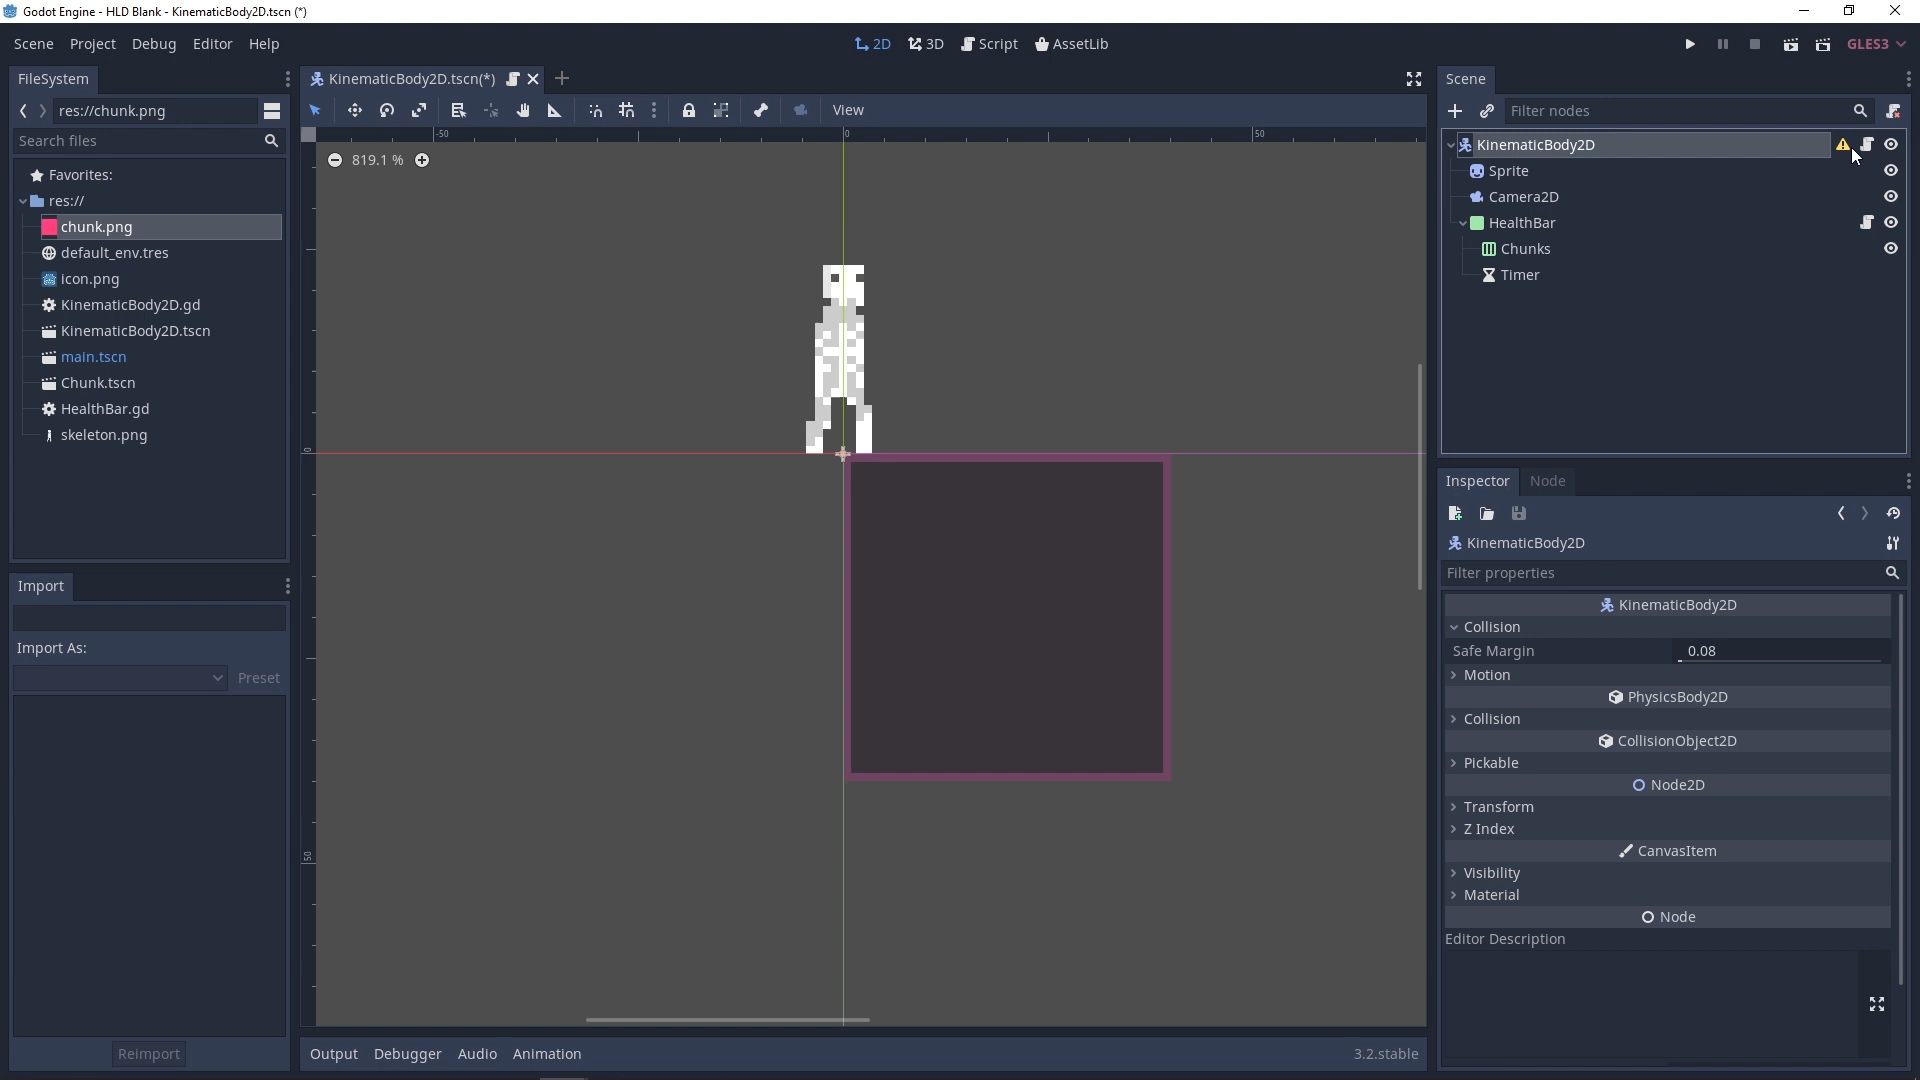 Godot Engine - HLD Blank - KinematicBody2D.tscn (*)
Scene Project Debug Editor Help
2D 3D Script AssetLib
GLES3
FileSystem
res://chunk.png
Search files
Favorites:
res://
chunk.png
default_env.tres
icon.png
KinematicBody2D.gd
KinematicBody2D.tscn
main.tscn
Chunk.tscn
HealthBar.gd
skeleton.png
Import
Import As:
Preset
Reimport
KinematicBody2D.tscn(*)
View
-50 0 50
819.1 %
0
50
Output Debugger Audio Animation 3.2.stable
Scene
Filter nodes
KinematicBody2D
Sprite
Camera2D
HealthBar
Chunks
Timer
Inspector Node
KinematicBody2D
Filter properties
KinematicBody2D
Collision
Safe Margin 0.08
Motion
PhysicsBody2D
Collision
CollisionObject2D
Pickable
Node2D
Transform
Z Index
CanvasItem
Visibility
Material
Node
Editor Description